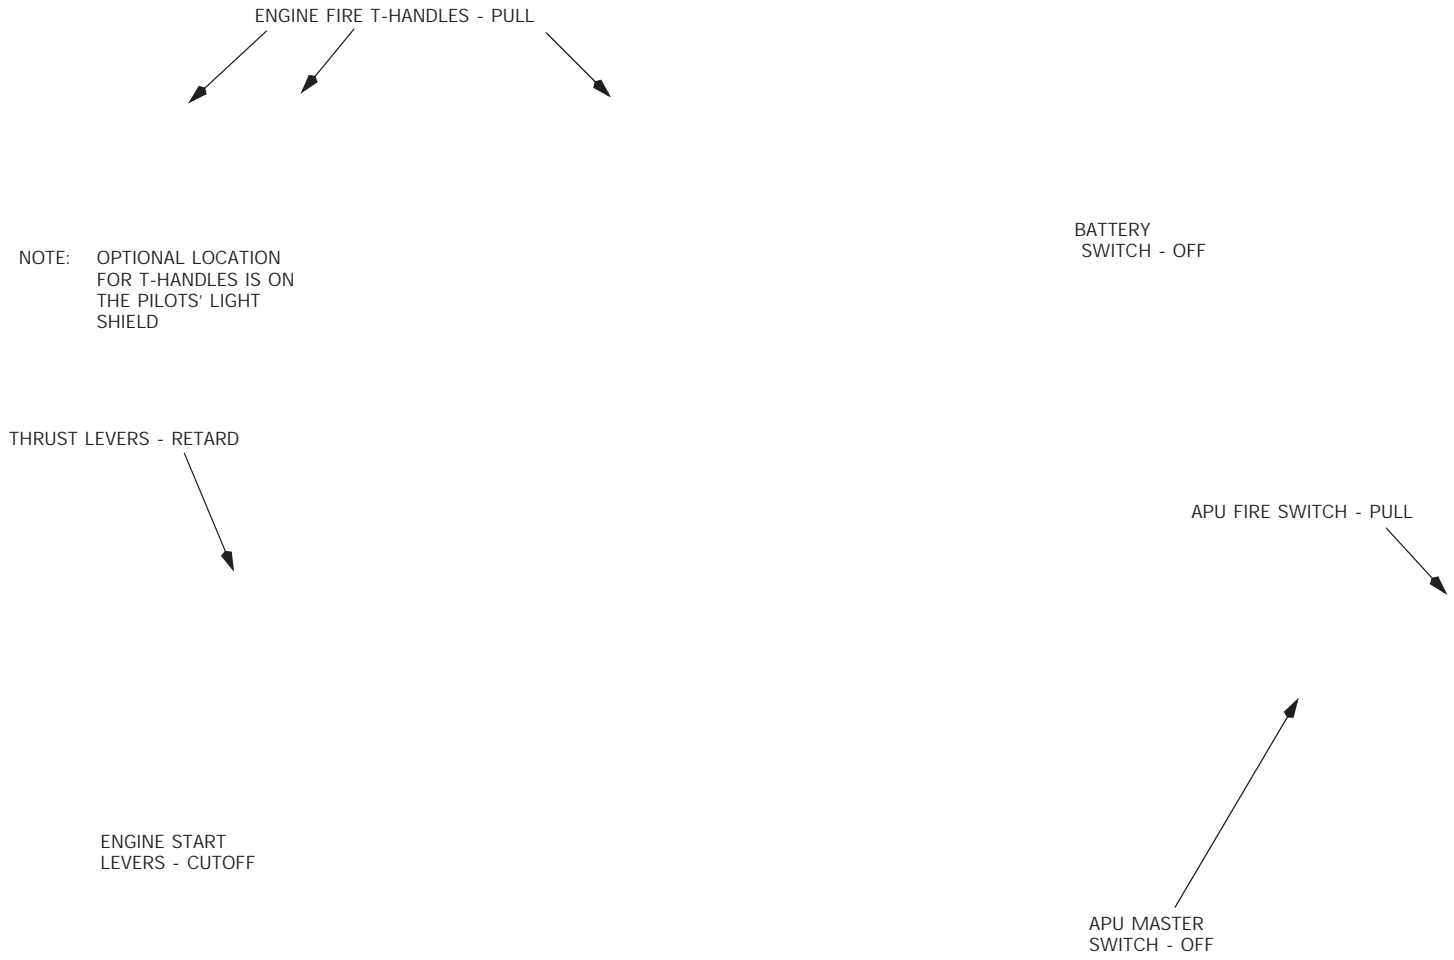 ENGINE FIRE T-HANDLES - PULL
BATTERY
SWITCH - OFF
NOTE: OPTIONAL LOCATION
FOR T-HANDLES IS ON
THE PILOTS' LIGHT
SHIELD
THRUST LEVERS - RETARD
APU FIRE SWITCH - PULL
ENGINE START
LEVERS - CUTOFF
APU MASTER
SWITCH - OFF